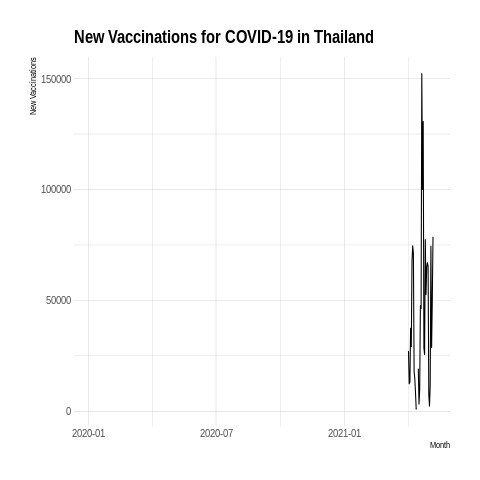 New Vaccinations for COVID-19 in Thailand
New Vaccinations
150000
100000
50000
0
2020-01 2020-07 2021-01
Month